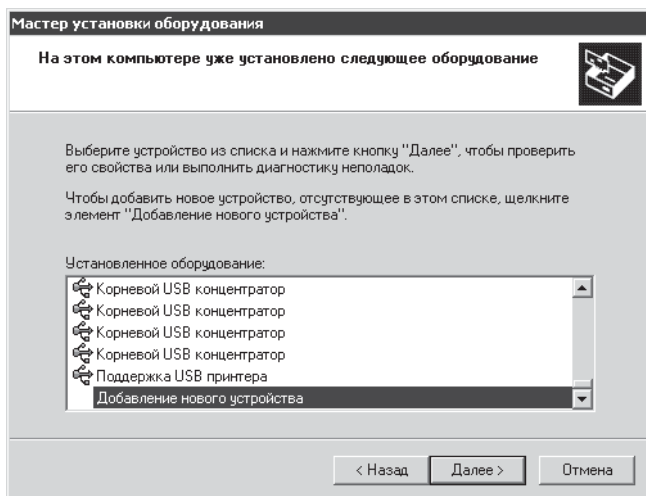 Мастер установки оборудования
На этом компьютере уже установлено следующее оборудование
Выберите устройство из списка и нажмите кнопку "Далее", чтобы проверить
его свойства или выполнить диагностику неполадок.
Чтобы добавить новое устройство, отсутствующее в этом списке, щелкните
элемент "Добавление нового устройства".
Установленное оборудование:
Корневой USB концентратор
Корневой USB концентратор
Корневой USB концентратор
Корневой USB концентратор
Поддержка USB принтера
Добавление нового устройства
< Назад Далее > Отмена